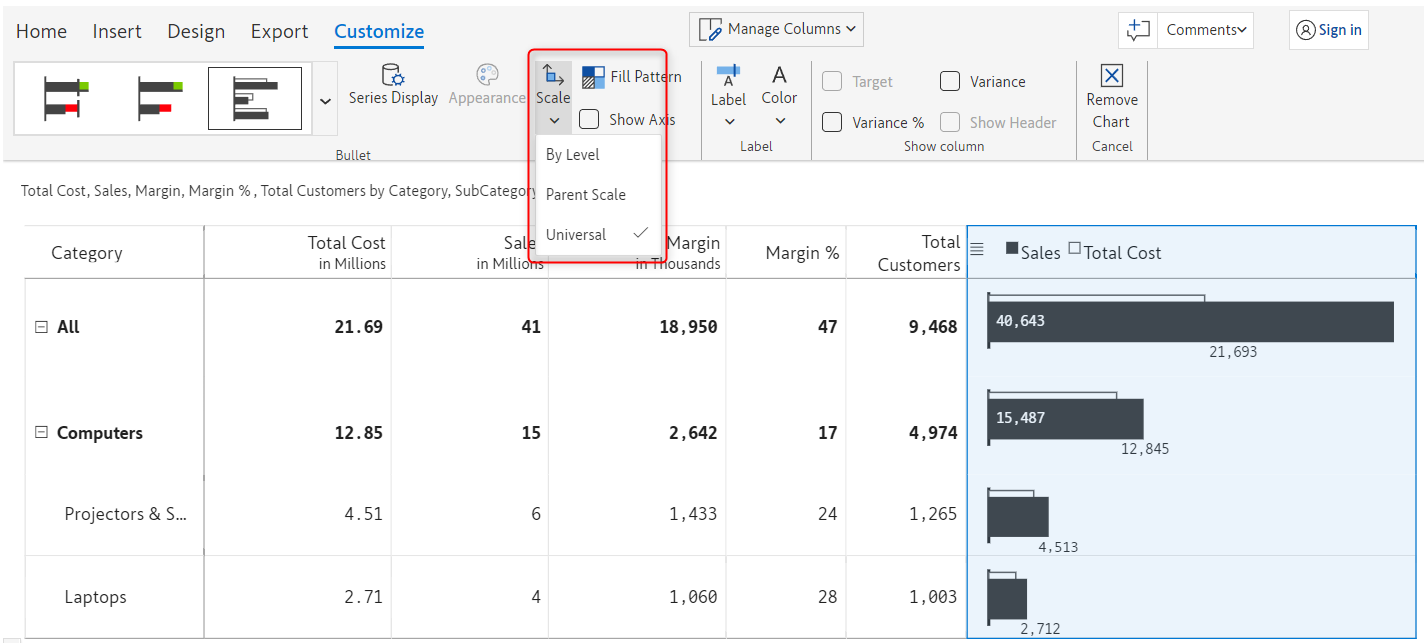 Home Insert Design Export Customize Manage Columns Comments Sign in
Series Display Appearance Scale Fill Pattern Show Axis Label Color Target Variance Variance % Show Header Remove Chart
By Level
Parent Scale
Universal
Bullet Label Show column Cancel
Total Cost, Sales, Margin, Margin % , Total Customers by Category, SubCategory
Category Total Cost in Millions Sale in Millions Margin in Thousands Margin % Total Customers Sales Total Cost
All 21.69 41 18,950 47 9,468 40,643
21,693
Computers 12.85 15 2,642 17 4,974 15,487
12,845
Projectors & S... 4.51 6 1,433 24 1,265
4,513
Laptops 2.71 4 1,060 28 1,003
2,712